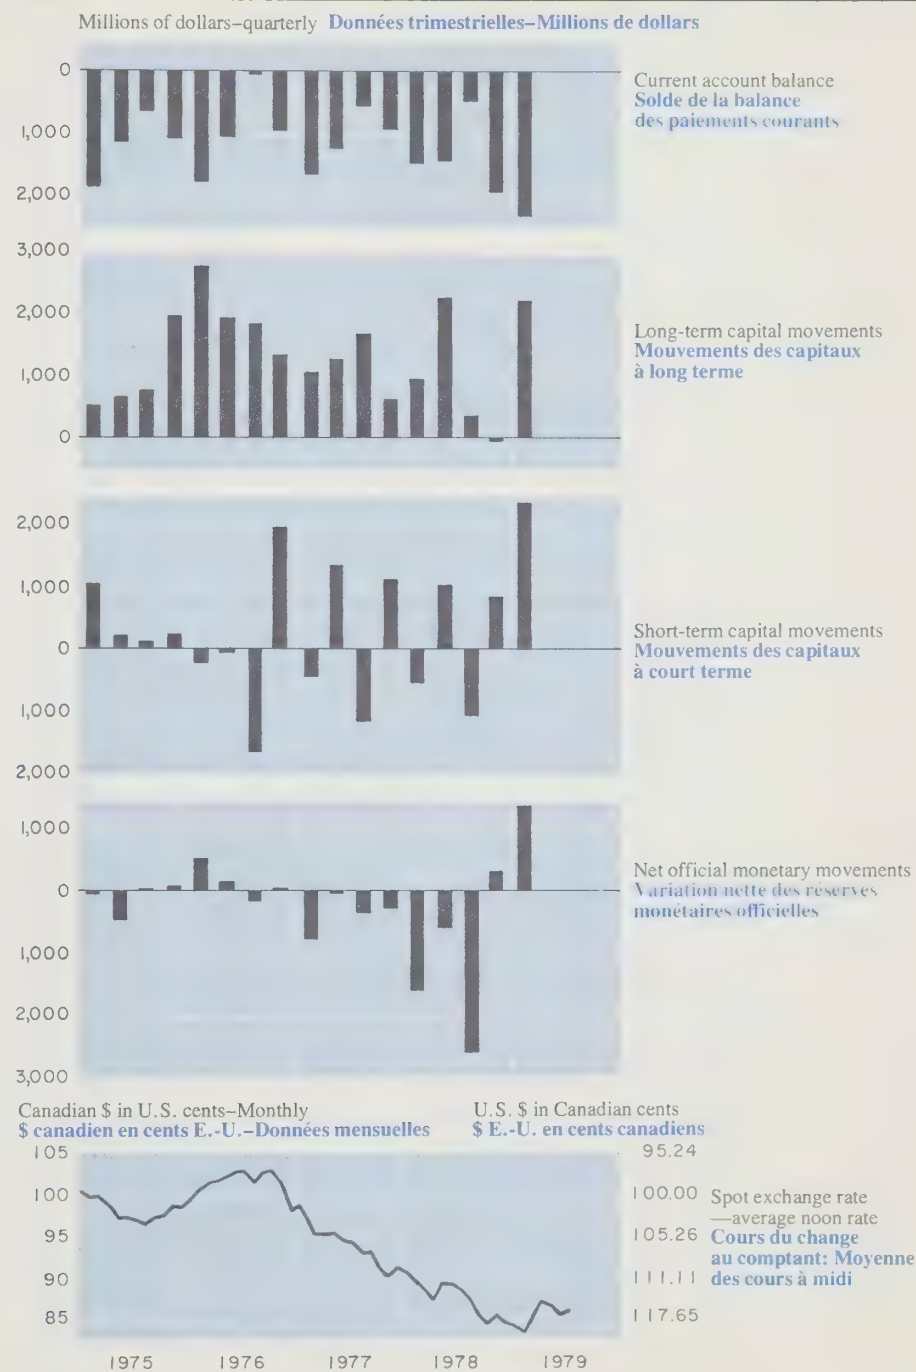 Millions of dollars–quarterly Données trimestrielles–Millions de dollars
0
1,000
2,000
Current account balance
Solde de la balance
des paiements courants
3,000
2,000
1,000
0
Long-term capital movements
Mouvements des capitaux
à long terme
2,000
1,000
0
1,000
2,000
Short-term capital movements
Mouvements des capitaux
à court terme
1,000
0
1,000
2,000
3,000
Net official monetary movements
Variation nette des réserves
monétaires officielles
Canadian $ in U.S. cents–Monthly U.S. $ in Canadian cents
$ canadien en cents E.-U.–Données mensuelles $ E.-U. en cents canadiens
105 95.24
100 100.00
95 105.26
90 111.11
85 117.65
Spot exchange rate
—average noon rate
Cours du change
au comptant: Moyenne
des cours à midi
1975 1976 1977 1978 1979